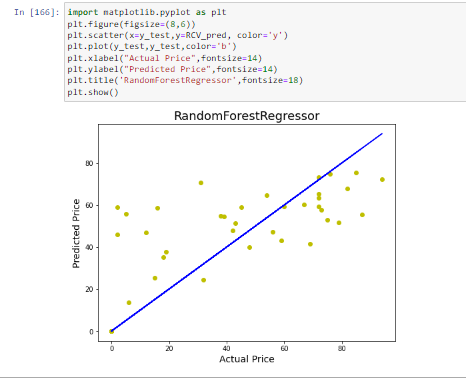 In [166]: import matplotlib.pyplot as plt
plt.figure(figsize=(8,6))
plt.scatter(x=y_test,y=RCV_pred, color='y')
plt.plot(y_test,y_test,color='b')
plt.xlabel("Actual Price",fontsize=14)
plt.ylabel("Predicted Price",fontsize=14)
plt.title('RandomForestRegressor',fontsize=18)
plt.show()
RandomForestRegressor
Predicted Price
80
60
40
20
0
0 20 40 60 80
Actual Price